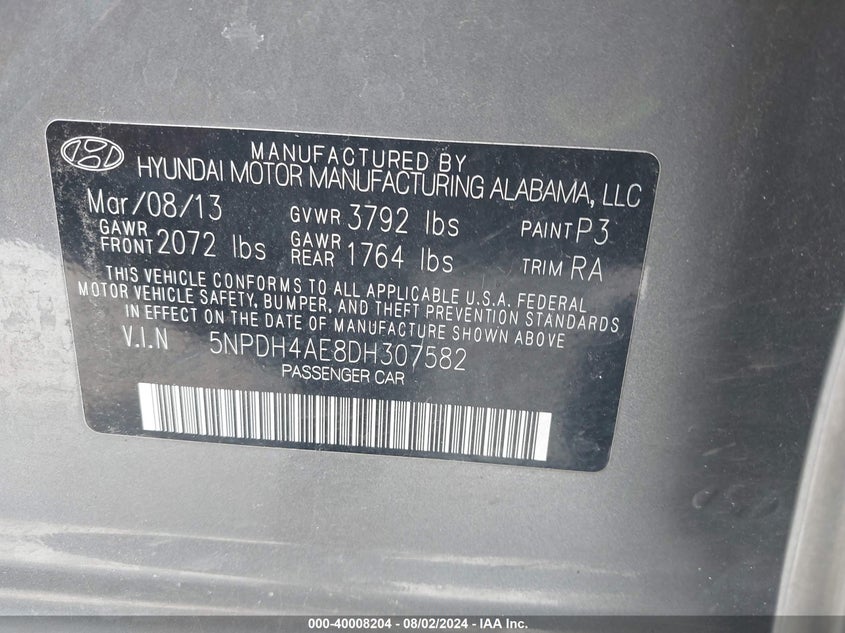 MANUFACTURED BY
HYUNDAI MOTOR MANUFACTURING ALABAMA, LLC
Mar/08/13 GVWR 3792 lbs PAINT P3
GAWR FRONT 2072 lbs GAWR REAR 1764 lbs TRIM RA
THIS VEHICLE CONFORMS TO ALL APPLICABLE U.S.A. FEDERAL
MOTOR VEHICLE SAFETY, BUMPER, AND THEFT PREVENTION STANDARDS
IN EFFECT ON THE DATE OF MANUFACTURE SHOWN ABOVE
V.I.N 5NPDH4AE8DH307582
PASSENGER CAR
000-40008204 - 08/02/2024 - IAA Inc.